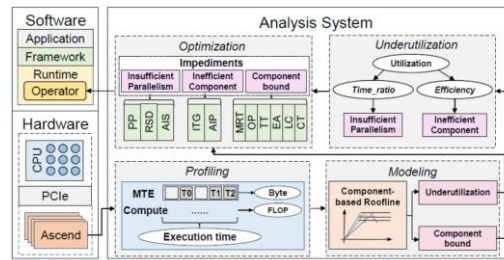 Software
Application
Framework
Runtime
Operator
Hardware
CPU
PCIe
Ascend
Analysis System
Optimization
Impediments
Insufficient Parallelism
Inefficient Component
Component bound
PP
RSD
AIS
ITG
AIP
MRT
OP
TT
EA
LC
CT
Underutilization
Utilization
Time_ratio
Efficiency
Insufficient Parallelism
Inefficient Component
Profiling
MTE
T0
T1
T2
Byte
Compute
......
FLOP
Execution time
Modeling
Component-based Roofline
Underutilization
Component bound